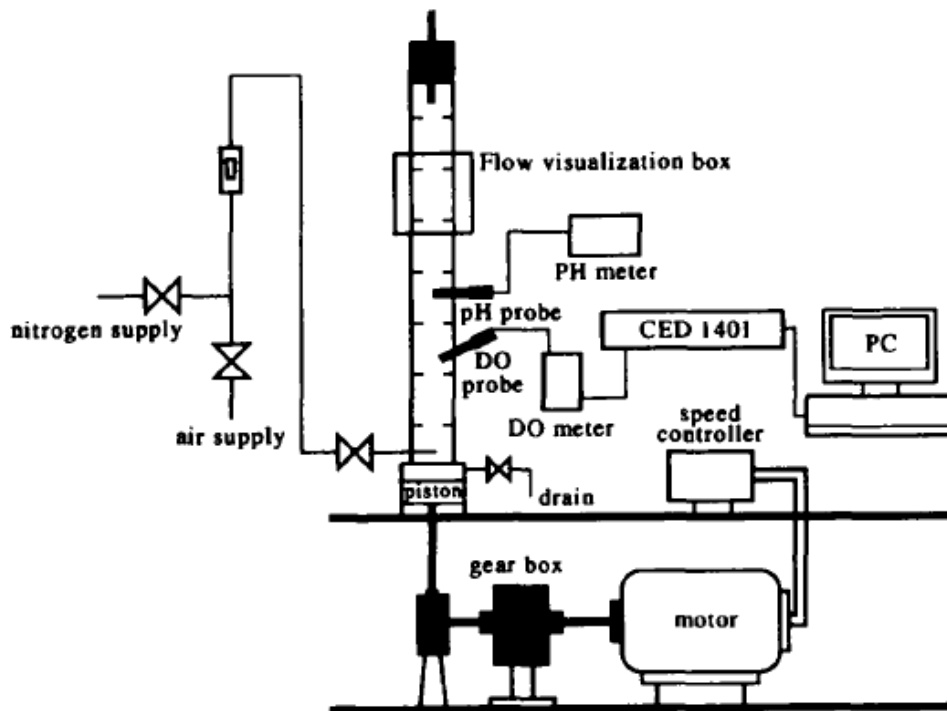 Flow visualization box
PH meter
nitrogen supply
pH probe
CED 1401
PC
DO
probe
air supply
DO meter
speed
controller
piston
drain
gear box
motor